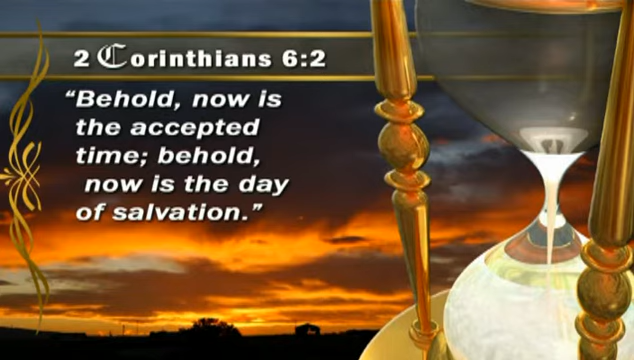 2 Corinthians 6:2
“Behold, now is
the accepted
time; behold,
now is the day
of salvation.”